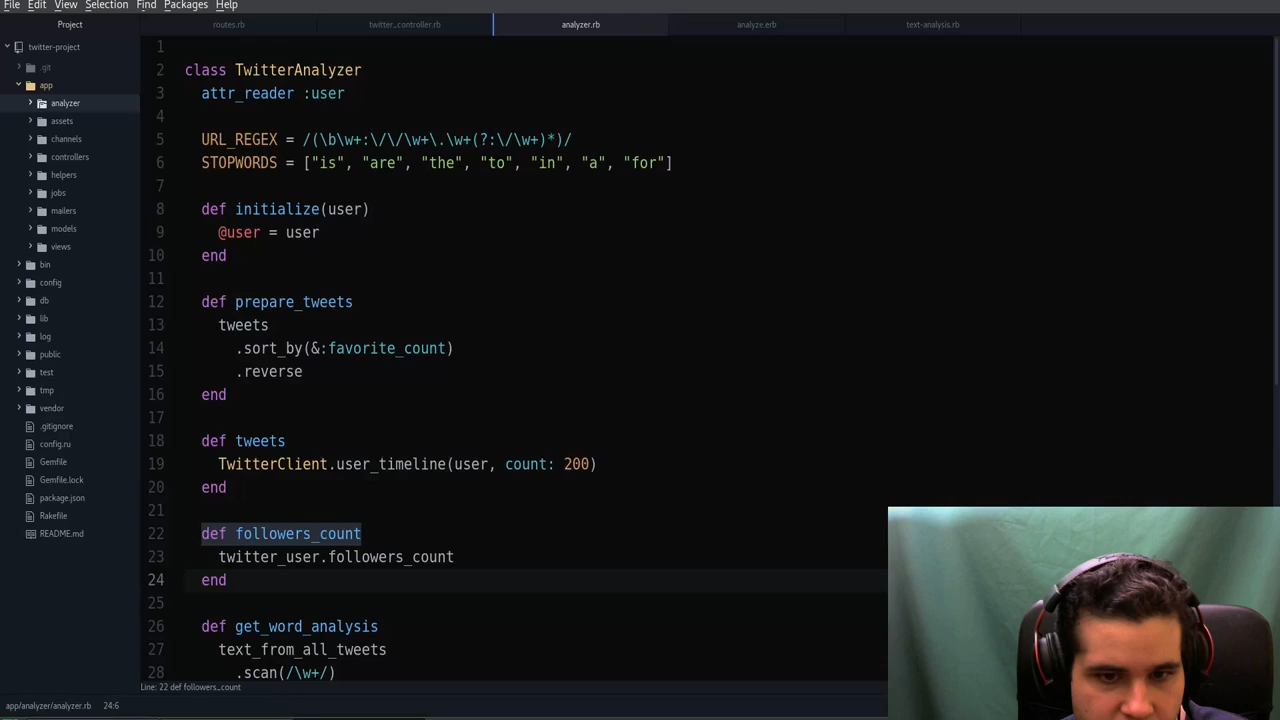 File Edit View Selection Find Packages Help
Project
routes.rb
twitter_controller.rb
analyzer.rb
analyze.erb
text-analysis.rb
twitter-project
.git
app
analyzer
assets
channels
controllers
helpers
jobs
mailers
models
views
bin
config
db
lib
log
public
test
tmp
vendor
.gitignore
config.ru
Gemfile
Gemfile.lock
package.json
Rakefile
README.md
1
2 class TwitterAnalyzer
3 attr_reader :user
4
5 URL_REGEX = /(\b\w+:\/\/\w+\.\w+(?:\/\w+)*)/
6 STOPWORDS = ["is", "are", "the", "to", "in", "a", "for"]
7
8 def initialize(user)
9 @user = user
10 end
11
12 def prepare_tweets
13 tweets
14 .sort_by(&:favorite_count)
15 .reverse
16 end
17
18 def tweets
19 TwitterClient.user_timeline(user, count: 200)
20 end
21
22 def followers_count
23 twitter_user.followers_count
24 end
25
26 def get_word_analysis
27 text_from_all_tweets
28 .scan(/\w+/)
Line: 22 def followers_count
app/analyzer/analyzer.rb 24:6